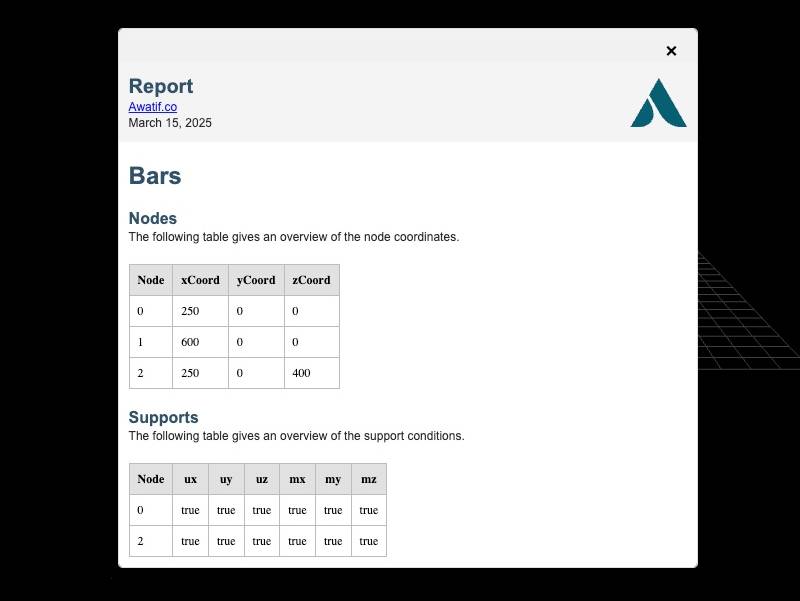 ×
Report
Awatif.co
March 15, 2025
Bars
Nodes
The following table gives an overview of the node coordinates.
Node xCoord yCoord zCoord
0 250 0 0
1 600 0 0
2 250 0 400
Supports
The following table gives an overview of the support conditions.
Node ux uy uz mx my mz
0 true true true true true true
2 true true true true true true